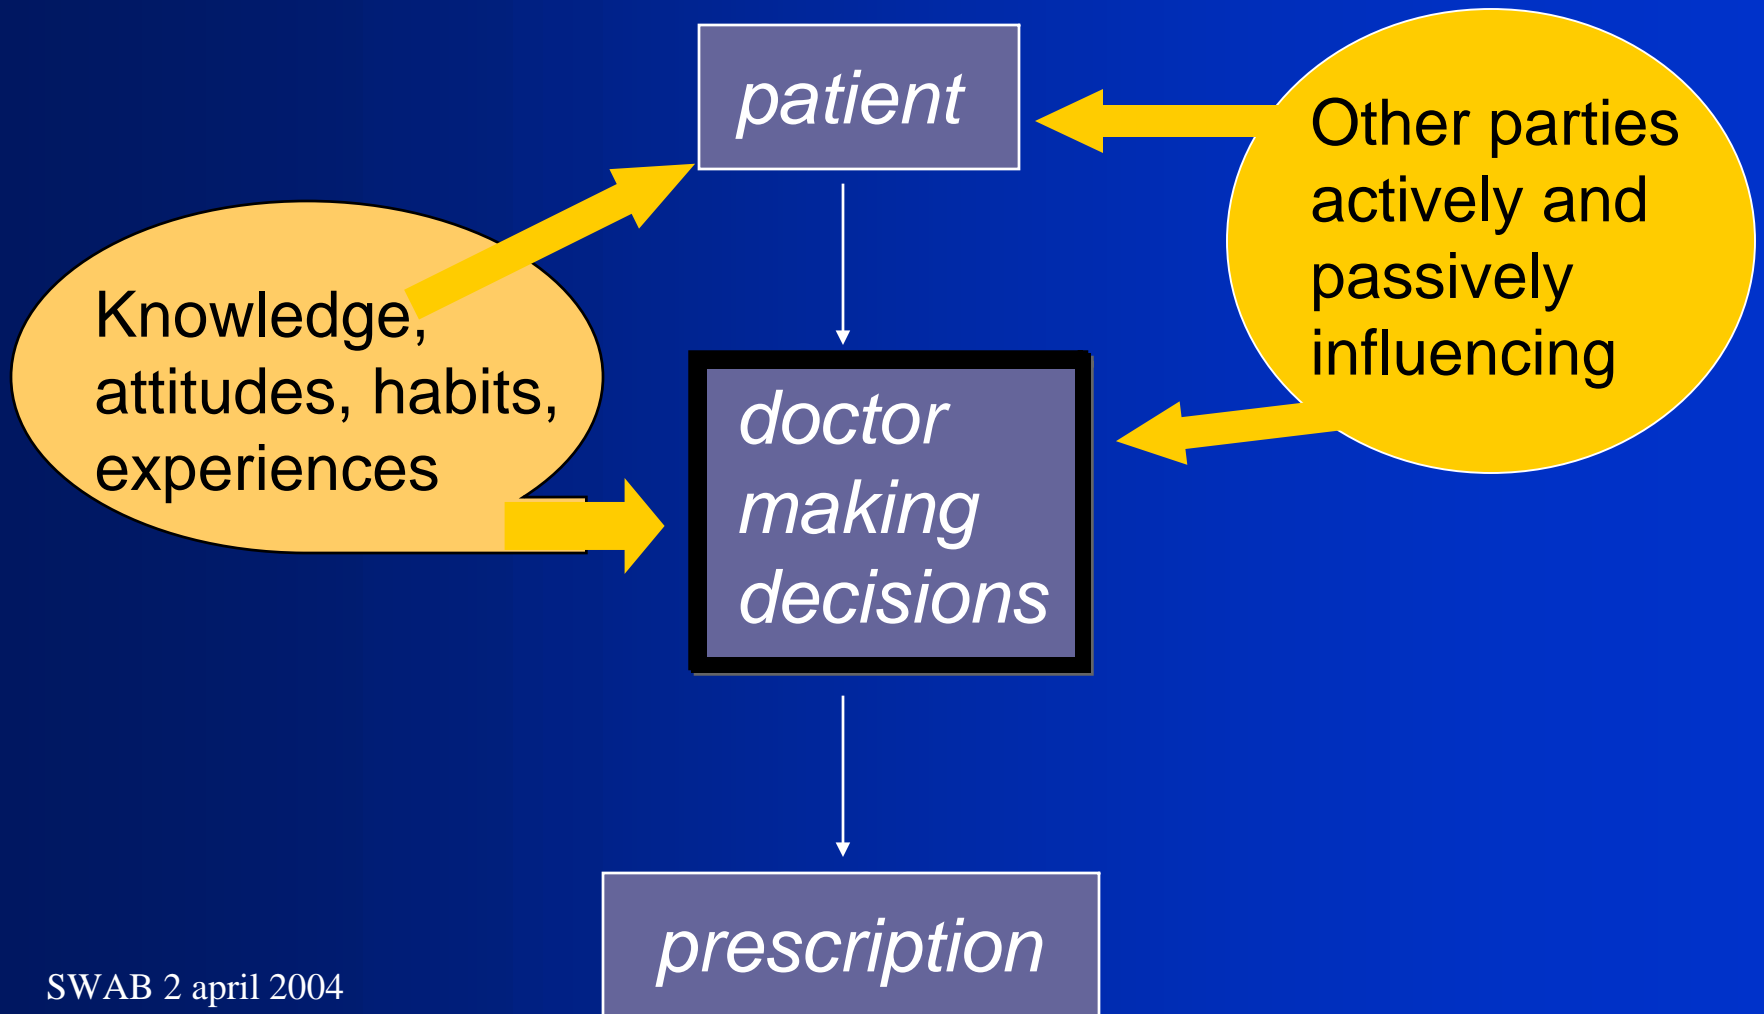 patient
Other parties
actively and
passively
influencing
Knowledge,
attitudes, habits,
experiences
doctor
making
decisions
prescription
SWAB 2 april 2004